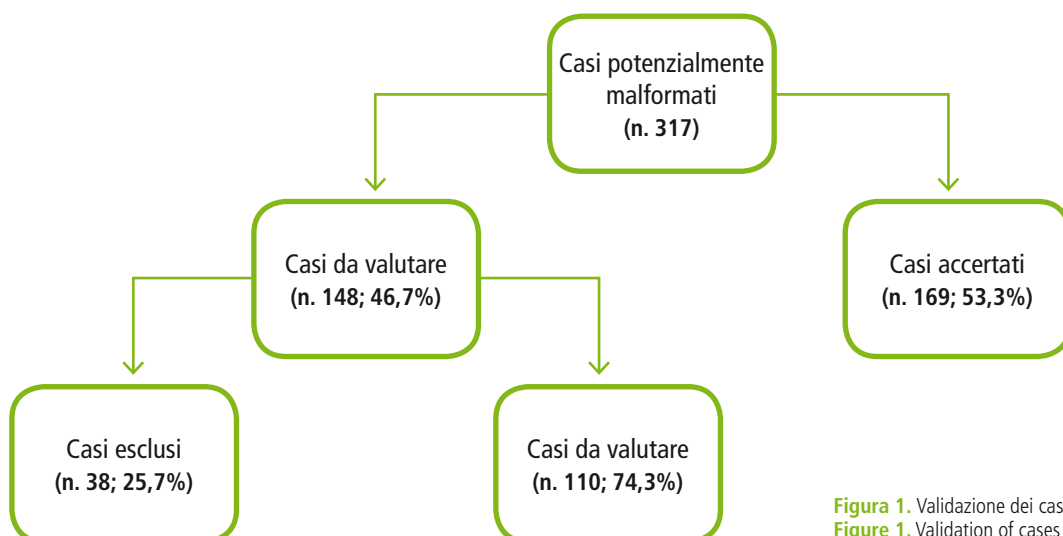 Casi potenzialmente
malformati
(n. 317)
Casi da valutare
(n. 148; 46,7%)
Casi accertati
(n. 169; 53,3%)
Casi esclusi
(n. 38; 25,7%)
Casi da valutare
(n. 110; 74,3%)
Figura 1. Validazione dei cas
Figure 1. Validation of cases